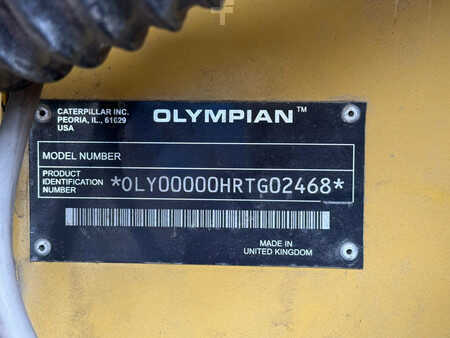 CATERPILLAR INC.
PEORIA, IL., 61629
USA
OLYMPIAN™
MODEL NUMBER
PRODUCT
IDENTIFICATION
NUMBER
*OLY00000HRTG02468*
MADE IN
UNITED KINGDOM